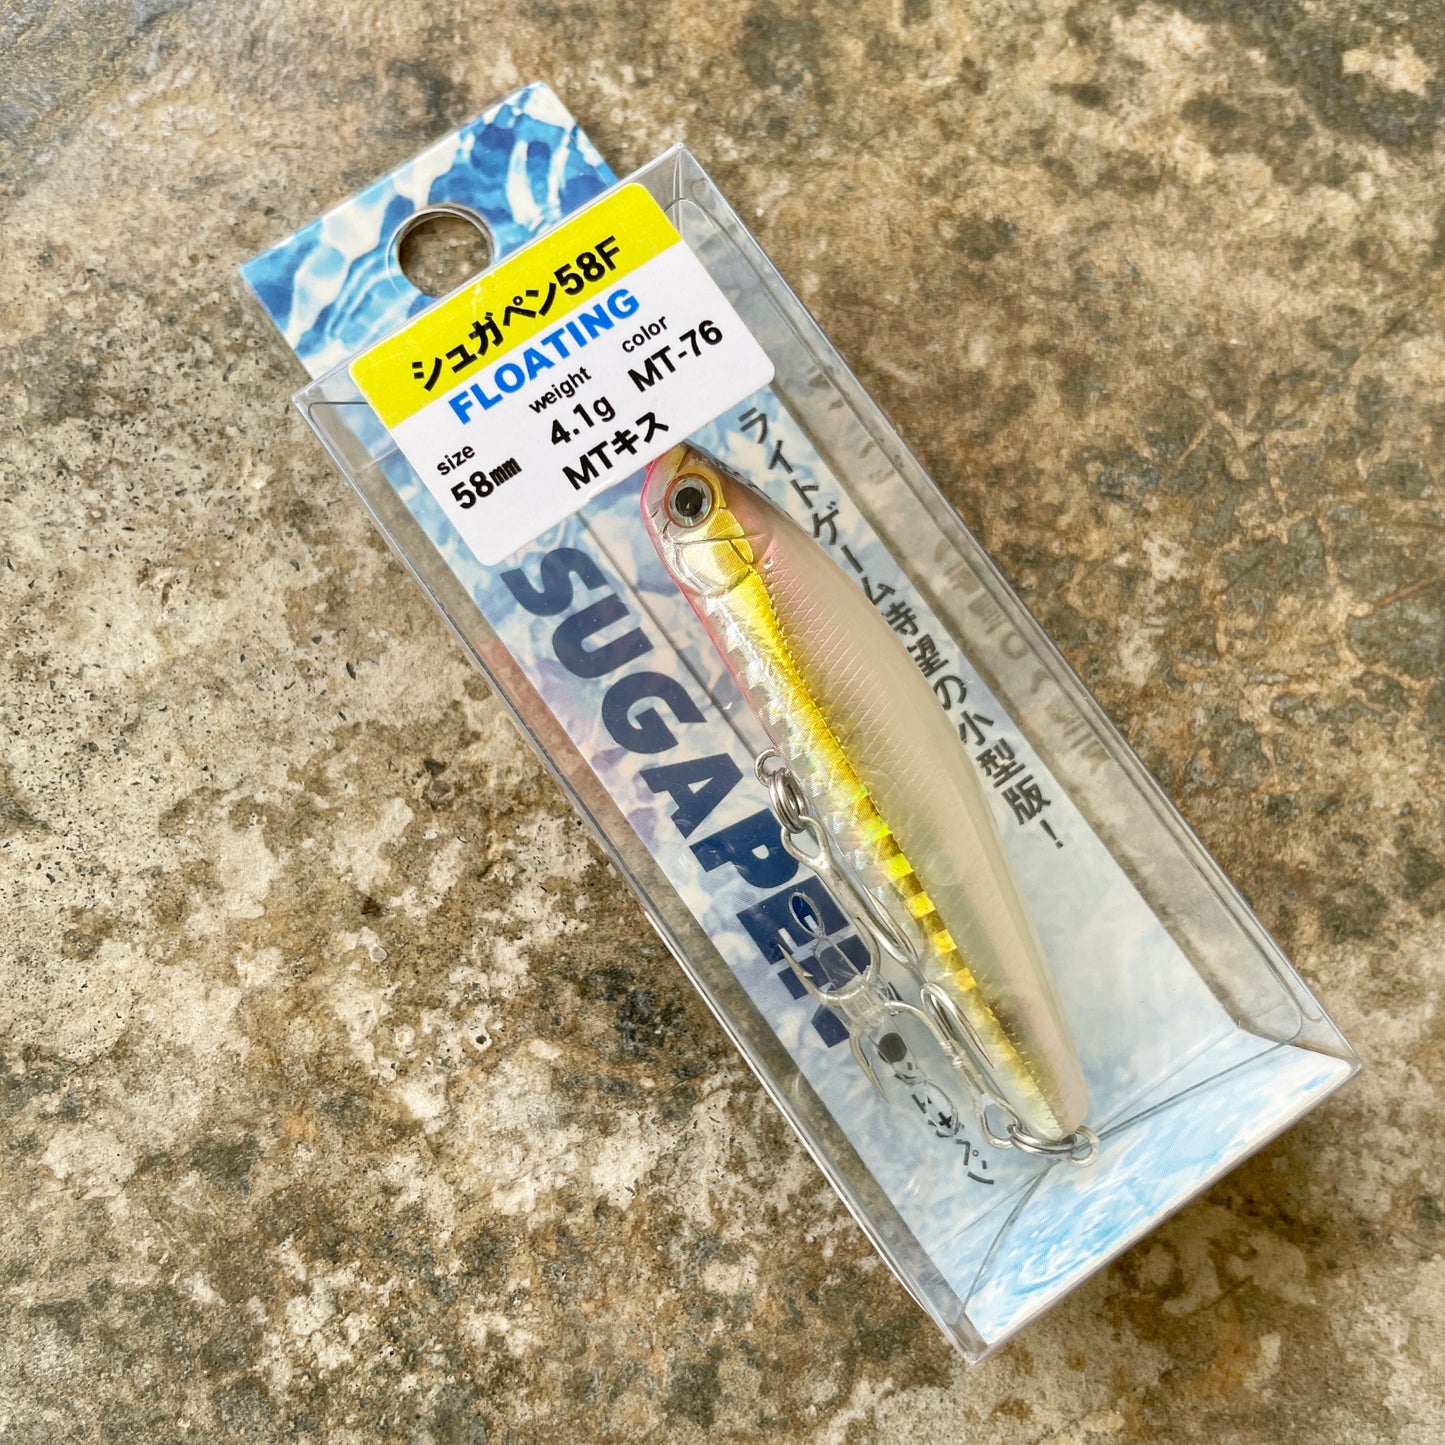 シュガペン58F
FLOATING
size weight color
58㎜ 4.1g MT-76
MTキス
SUGAPEN
ライトゲーム待望の小型版！